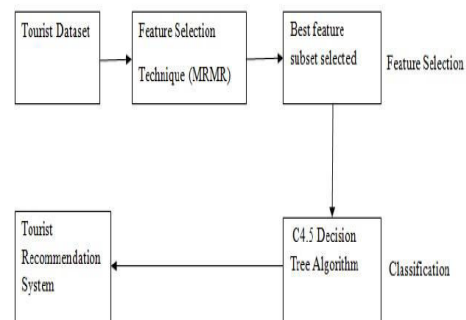 Tourist Dataset
Feature Selection
Technique (MRMR)
Best feature
subset selected
Feature Selection
Tourist
Recommendation
System
C4.5 Decision
Tree Algorithm
Classification